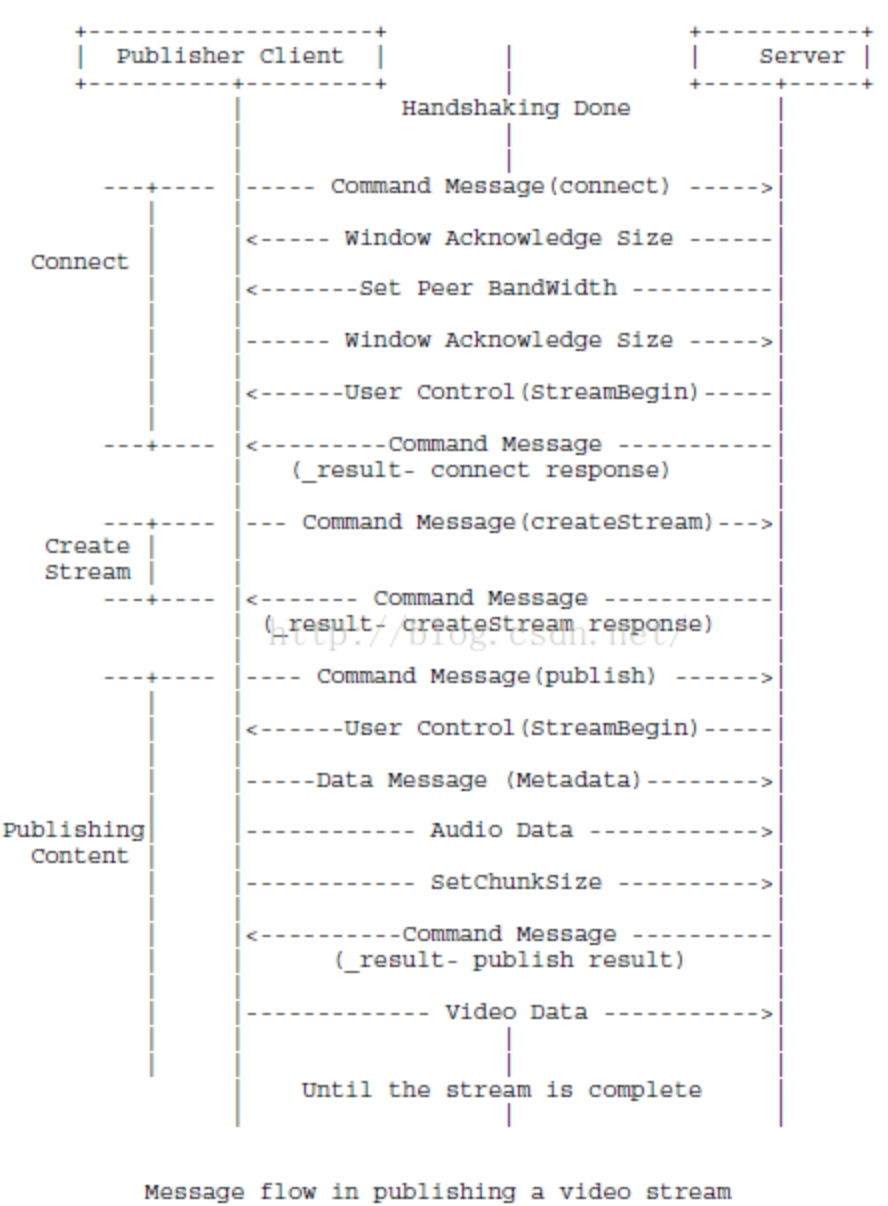 Publisher Client
Server
Handshaking Done
Command Message(connect)
Window Acknowledge Size
Connect
Set Peer BandWidth
Window Acknowledge Size
User Control(StreamBegin)
Command Message
(_result- connect response)
Command Message(createStream)
Create
Stream
Command Message
(_result- createStream response)
http://blog.csdn.net/
Command Message(publish)
User Control(StreamBegin)
Data Message (Metadata)
Publishing
Audio Data
Content
SetChunkSize
Command Message
(_result- publish result)
Video Data
Until the stream is complete
Message flow in publishing a video stream